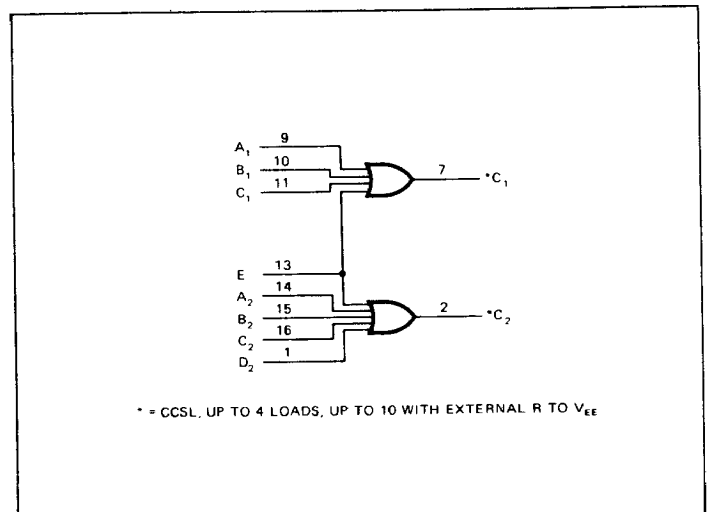 A₁ 9
B₁ 10
C₁ 11
7 *C₁
E 13
A₂ 14
B₂ 15
C₂ 16
D₂ 1
2 *C₂
* = CCSL, UP TO 4 LOADS, UP TO 10 WITH EXTERNAL R TO V_EE